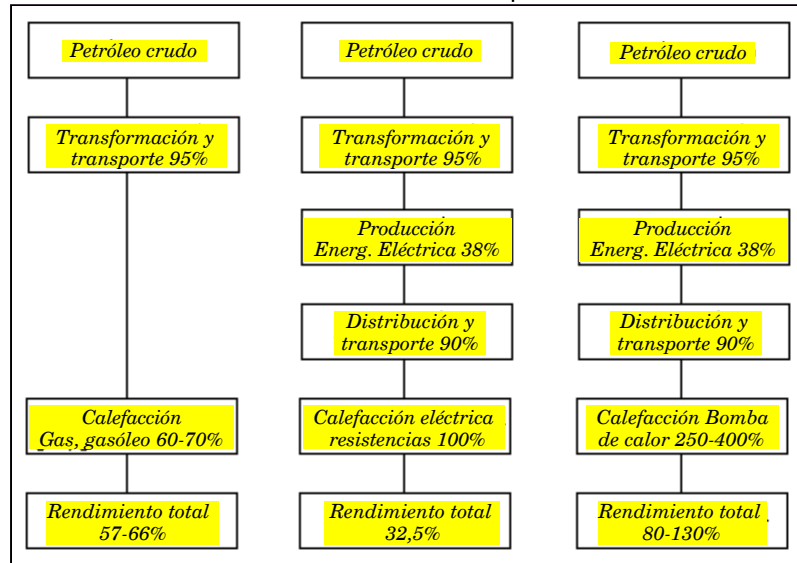 Petróleo crudo
Transformación y
transporte 95%
Calefacción
Gas, gasóleo 60-70%
Rendimiento total
57-66%
Petróleo crudo
Transformación y
transporte 95%
Producción
Energ. Eléctrica 38%
Distribución y
transporte 90%
Calefacción eléctrica
resistencias 100%
Rendimiento total
32,5%
Petróleo crudo
Transformación y
transporte 95%
Producción
Energ. Eléctrica 38%
Distribución y
transporte 90%
Calefacción Bomba
de calor 250-400%
Rendimiento total
80-130%